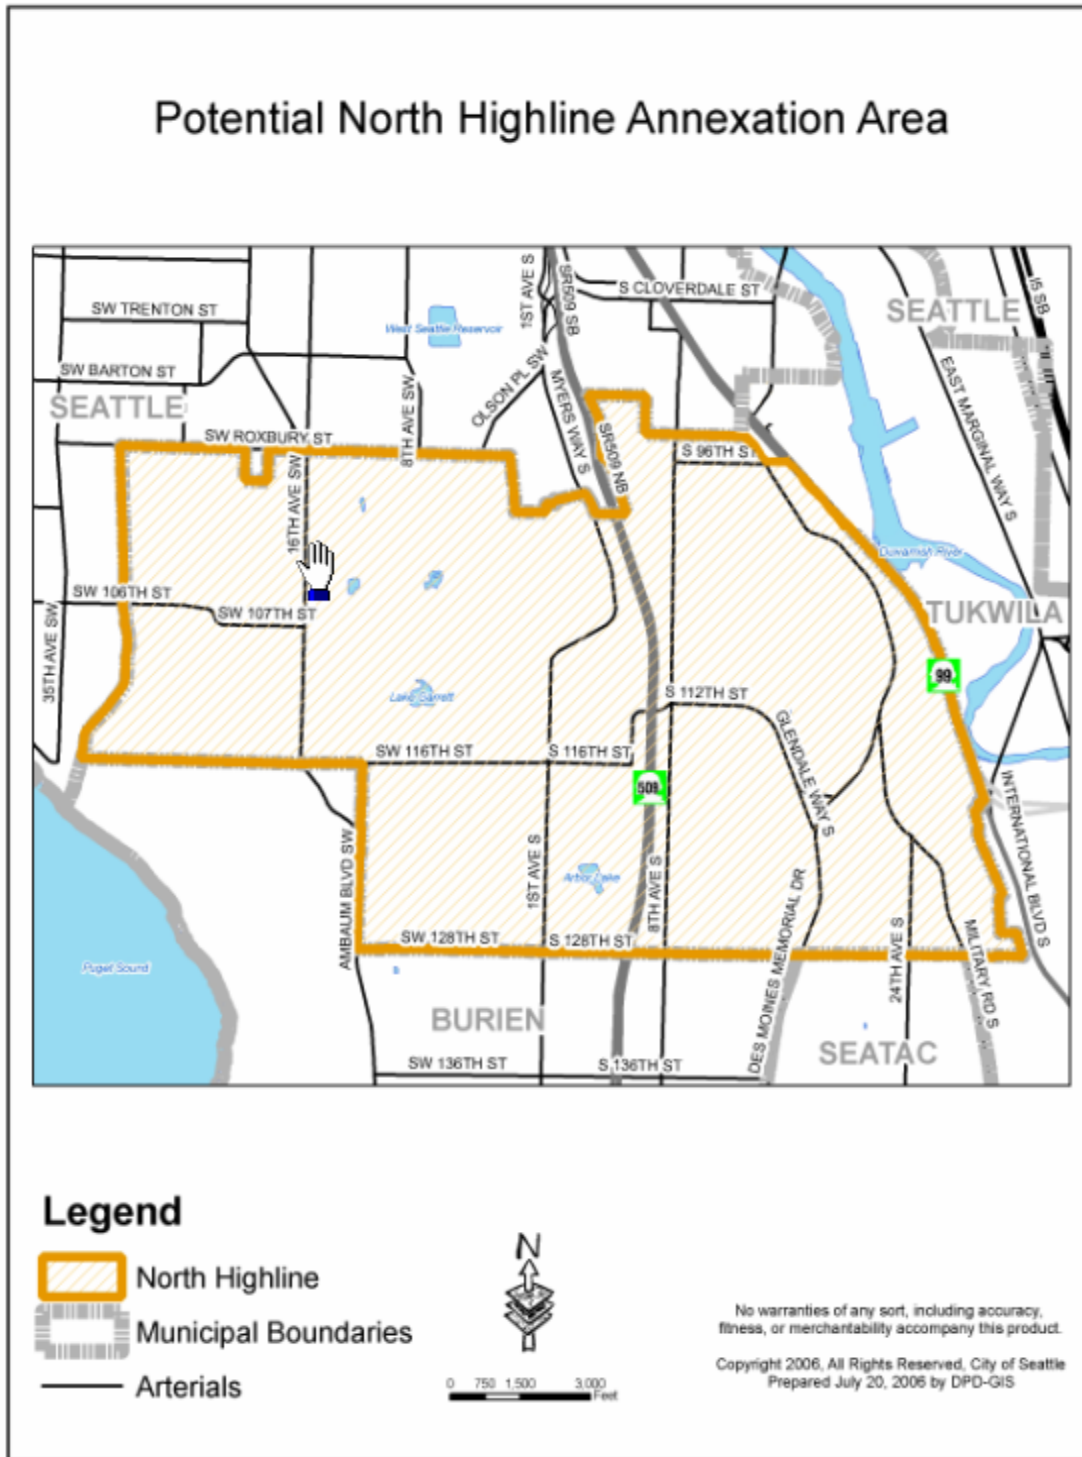 Potential North Highline Annexation Area
SW TRENTON ST
West Seattle Reservoir
1ST AVE S
SR509 SB
S CLOVERDALE ST
SEATTLE
I5 SB
SW BARTON ST
SEATTLE
8TH AVE SW
OLSON PL SW
MYERS WAY S
EAST MARGINAL WAY S
SW ROXBURY ST
16TH AVE SW
SR509 NB
S 96TH ST
Duwamish River
SW 106TH ST
SW 107TH ST
35TH AVE SW
TUKWILA
99
Lake Garrett
S 112TH ST
GLENDALE WAY S
SW 116TH ST
S 116TH ST
509
INTERNATIONAL BLVD S
AMBAUM BLVD SW
1ST AVE S
Arbor Lake
8TH AVE S
DES MOINES MEMORIAL DR
24TH AVE S
MILITARY RD S
SW 128TH ST
S 128TH ST
Puget Sound
BURIEN
SEATAC
SW 136TH ST
S 136TH ST
Legend
North Highline
Municipal Boundaries
Arterials
N
0 750 1,500 3,000
Feet
No warranties of any sort, including accuracy,
fitness, or merchantability accompany this product.
Copyright 2006, All Rights Reserved, City of Seattle
Prepared July 20, 2006 by DPD-GIS